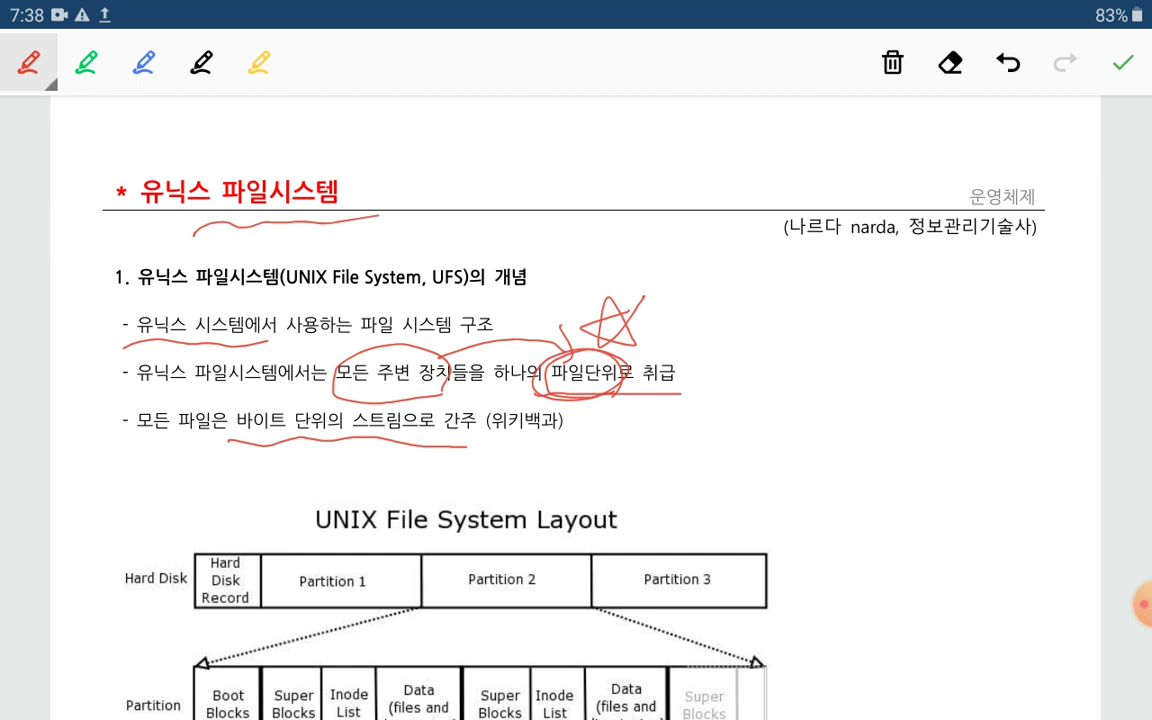 7:38 83%
* 유닉스 파일시스템
운영체제
(나르다 narda, 정보관리기술사)
1. 유닉스 파일시스템(UNIX File System, UFS)의 개념
- 유닉스 시스템에서 사용하는 파일 시스템 구조
- 유닉스 파일시스템에서는 모든 주변 장치들을 하나의 파일단위로 취급
- 모든 파일은 바이트 단위의 스트림으로 간주 (위키백과)
UNIX File System Layout
Hard Disk
Hard
Disk
Record
Partition 1
Partition 2
Partition 3
Partition
Boot
Blocks
Super
Blocks
Inode
List
Data
(files and
Super
Blocks
Inode
List
Data
(files and
Super
Blocks